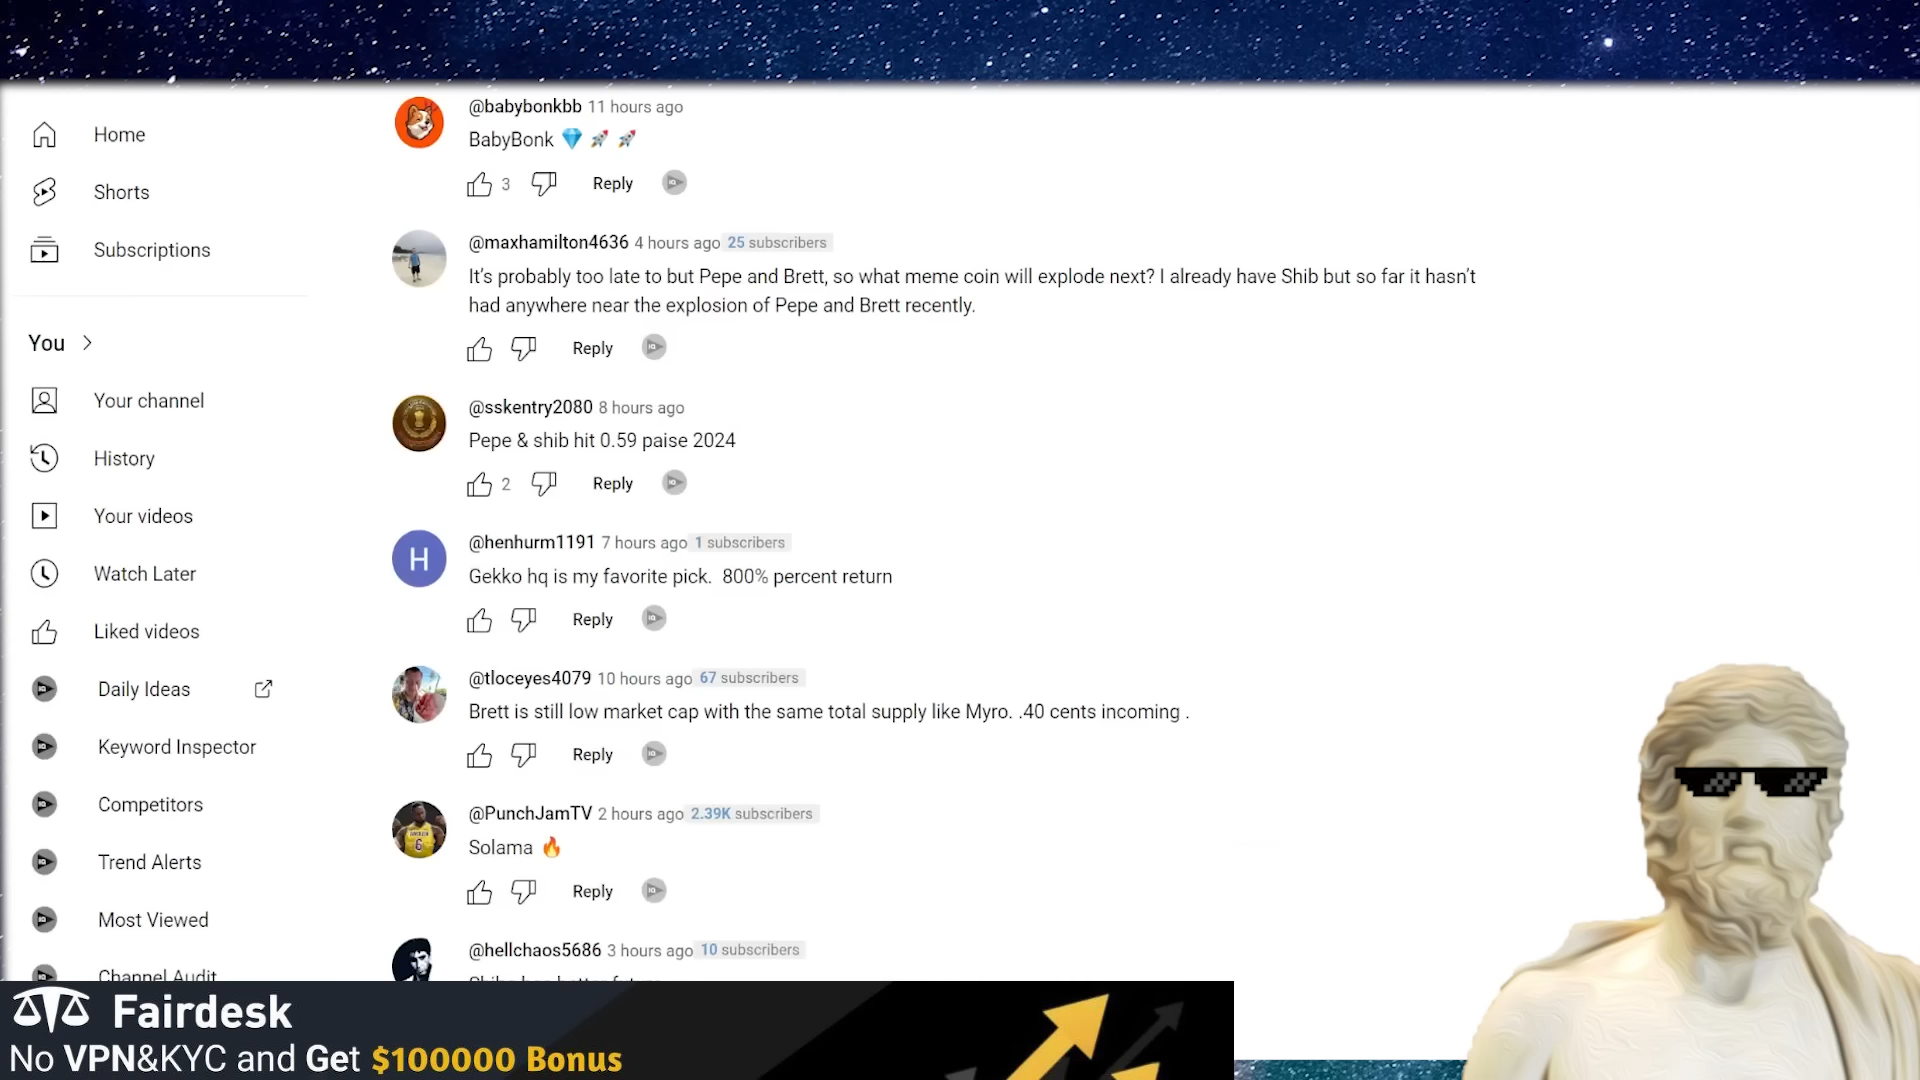 Home
Shorts
Subscriptions
You
Your channel
History
Your videos
Watch Later
Liked videos
Daily Ideas
Keyword Inspector
Competitors
Trend Alerts
Most Viewed
Channel Audit
@babybonkbb 11 hours ago
BabyBonk 💎 🚀 🚀
3 Reply
@maxhamilton4636 4 hours ago 25 subscribers
It's probably too late to but Pepe and Brett, so what meme coin will explode next? I already have Shib but so far it hasn't
had anywhere near the explosion of Pepe and Brett recently.
Reply
@sskentry2080 8 hours ago
Pepe & shib hit 0.59 paise 2024
2 Reply
@henhurm1191 7 hours ago 1 subscribers
H
Gekko hq is my favorite pick. 800% percent return
Reply
@tloceyes4079 10 hours ago 67 subscribers
Brett is still low market cap with the same total supply like Myro. .40 cents incoming .
Reply
@PunchJamTV 2 hours ago 2.39K subscribers
Solama 🔥
Reply
@hellchaos5686 3 hours ago 10 subscribers
Fairdesk
No VPN&KYC and Get $100000 Bonus